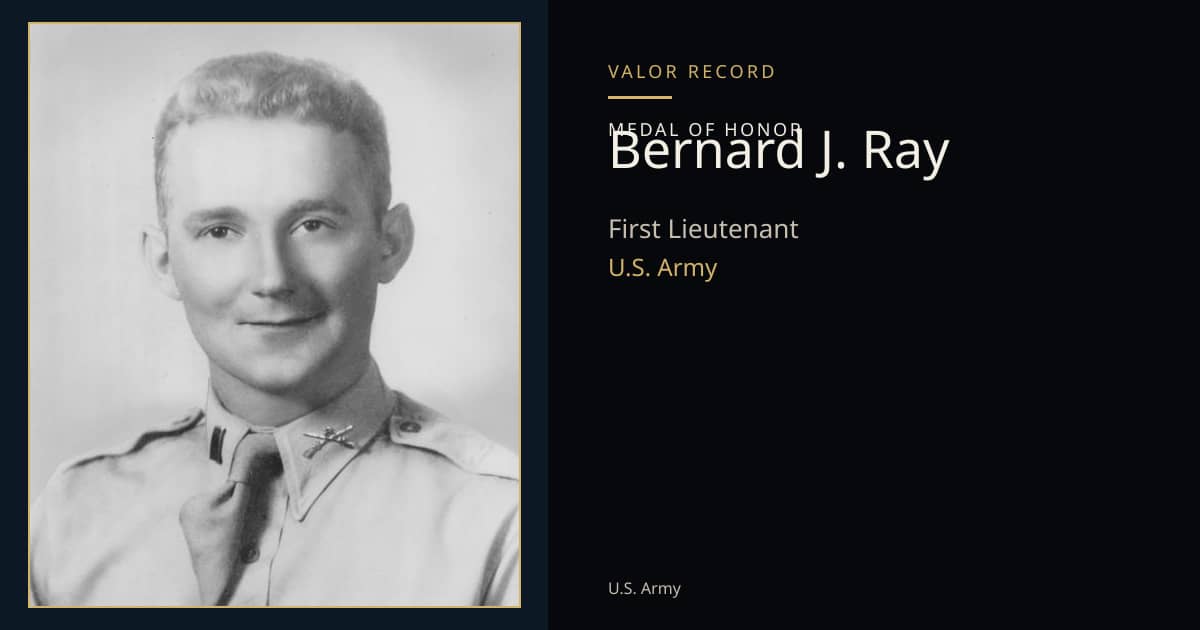 VALOR RECORD
MEDAL OF HONOR
Bernard J. Ray
First Lieutenant
U.S. Army
U.S. Army